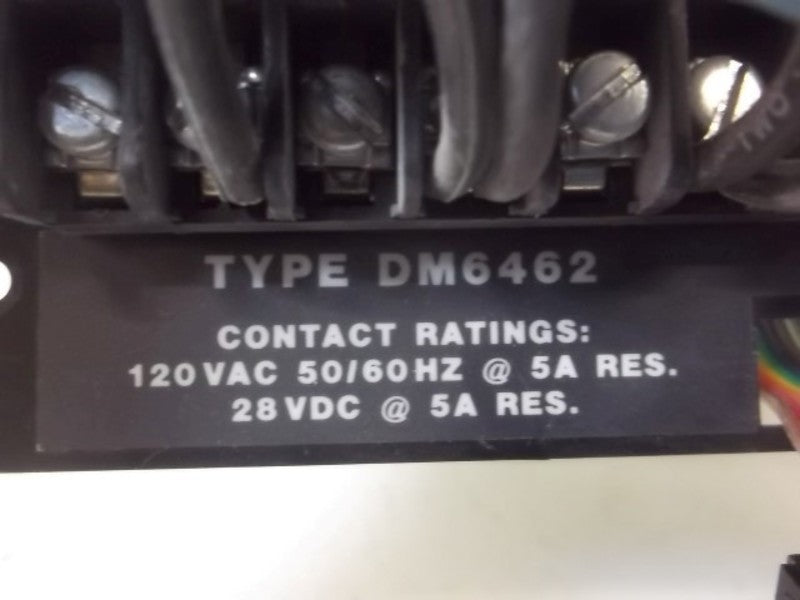 TYPE DM6462
CONTACT RATINGS:
120VAC 50/60HZ @ 5A RES.
28VDC @ 5A RES.